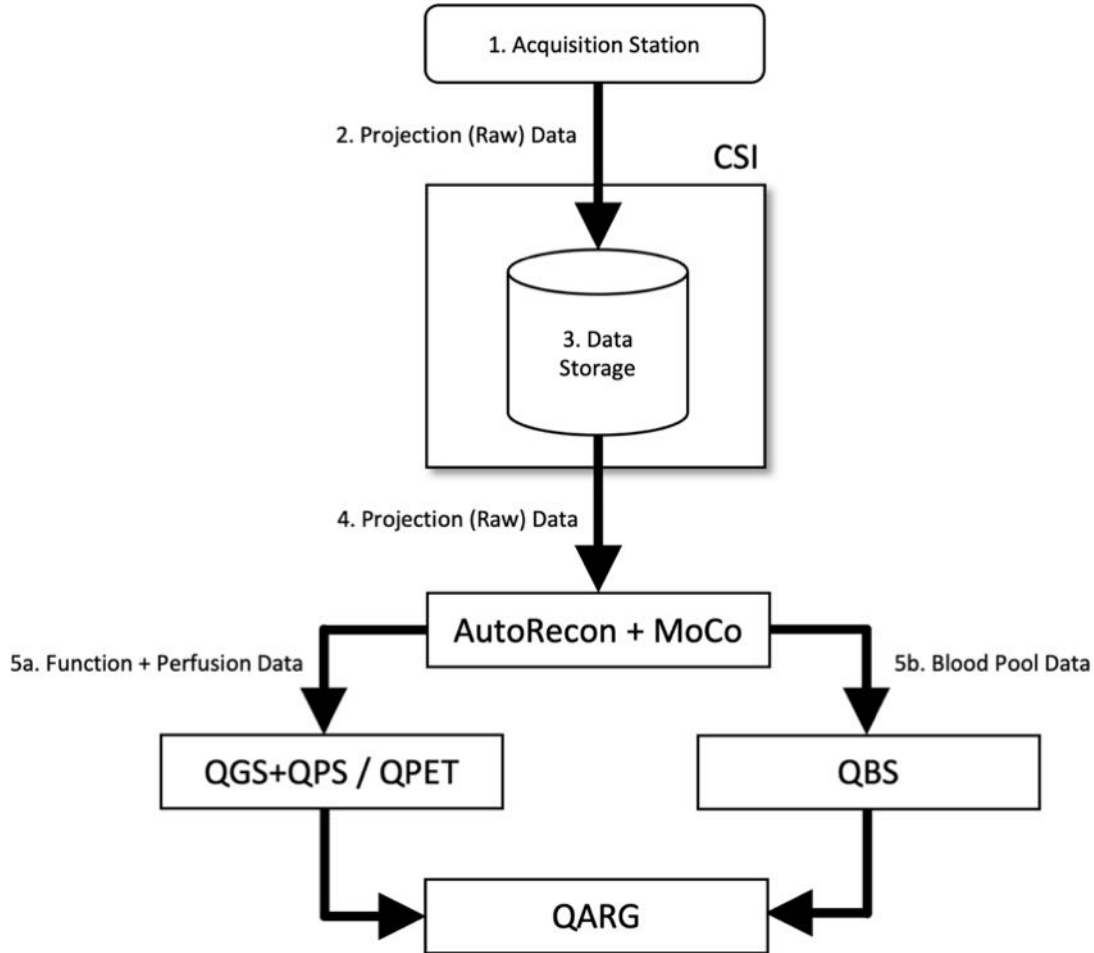 1. Acquisition Station
2. Projection (Raw) Data
CSI
3. Data
Storage
4. Projection (Raw) Data
AutoRecon + MoCo
5a. Function + Perfusion Data
5b. Blood Pool Data
QGS+QPS / QPET
QBS
QARG